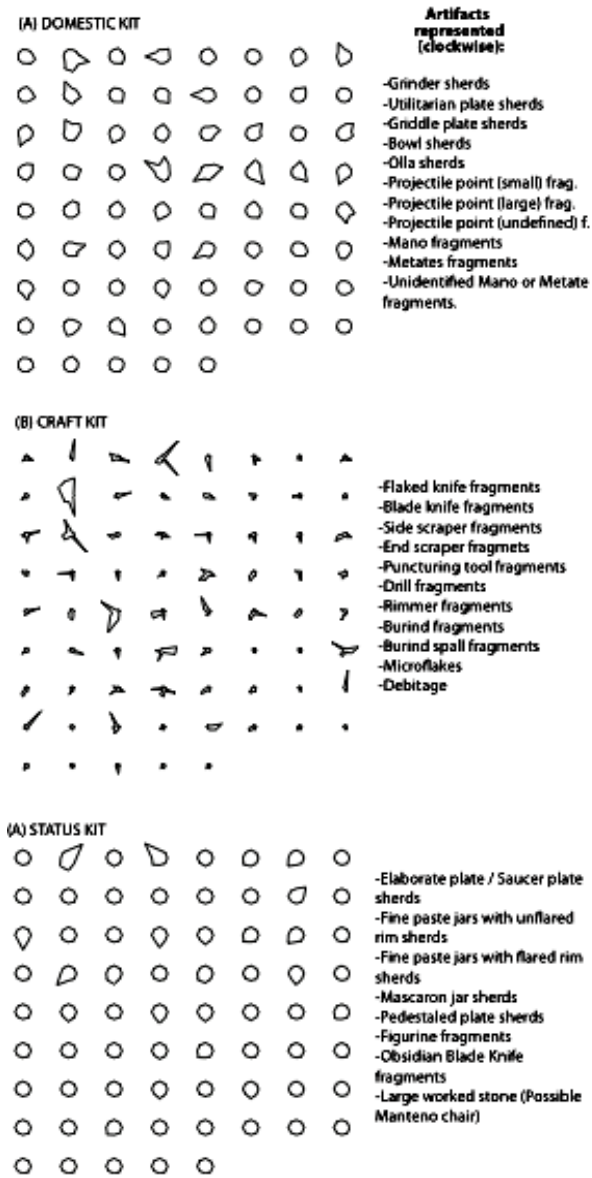 (A) DOMESTIC KIT
Artifacts
represented
(clockwise):
-Grinder sherds
-Utilitarian plate sherds
-Griddle plate sherds
-Bowl sherds
-Olla sherds
-Projectile point (small) frag.
-Projectile point (large) frag.
-Projectile point (undefined) f.
-Mano fragments
-Metates fragments
-Unidentified Mano or Metate
fragments.
(B) CRAFT KIT
-Flaked knife fragments
-Blade knife fragments
-Side scraper fragments
-End scraper fragmets
-Puncturing tool fragments
-Drill fragments
-Rimmer fragments
-Burind fragments
-Burind spall fragments
-Microflakes
-Debitage
(A) STATUS KIT
-Elaborate plate / Saucer plate
sherds
-Fine paste jars with unflared
rim sherds
-Fine paste jars with flared rim
sherds
-Mascaron jar sherds
-Pedestaled plate sherds
-Figurine fragments
-Obsidian Blade Knife
fragments
-Large worked stone (Possible
Manteno chair)